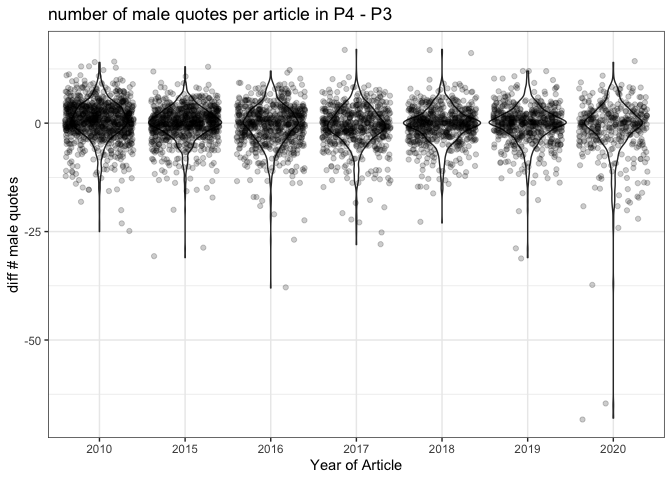 number of male quotes per article in P4 - P3
diff # male quotes
0
-25
-50
2010 2015 2016 2017 2018 2019 2020
Year of Article